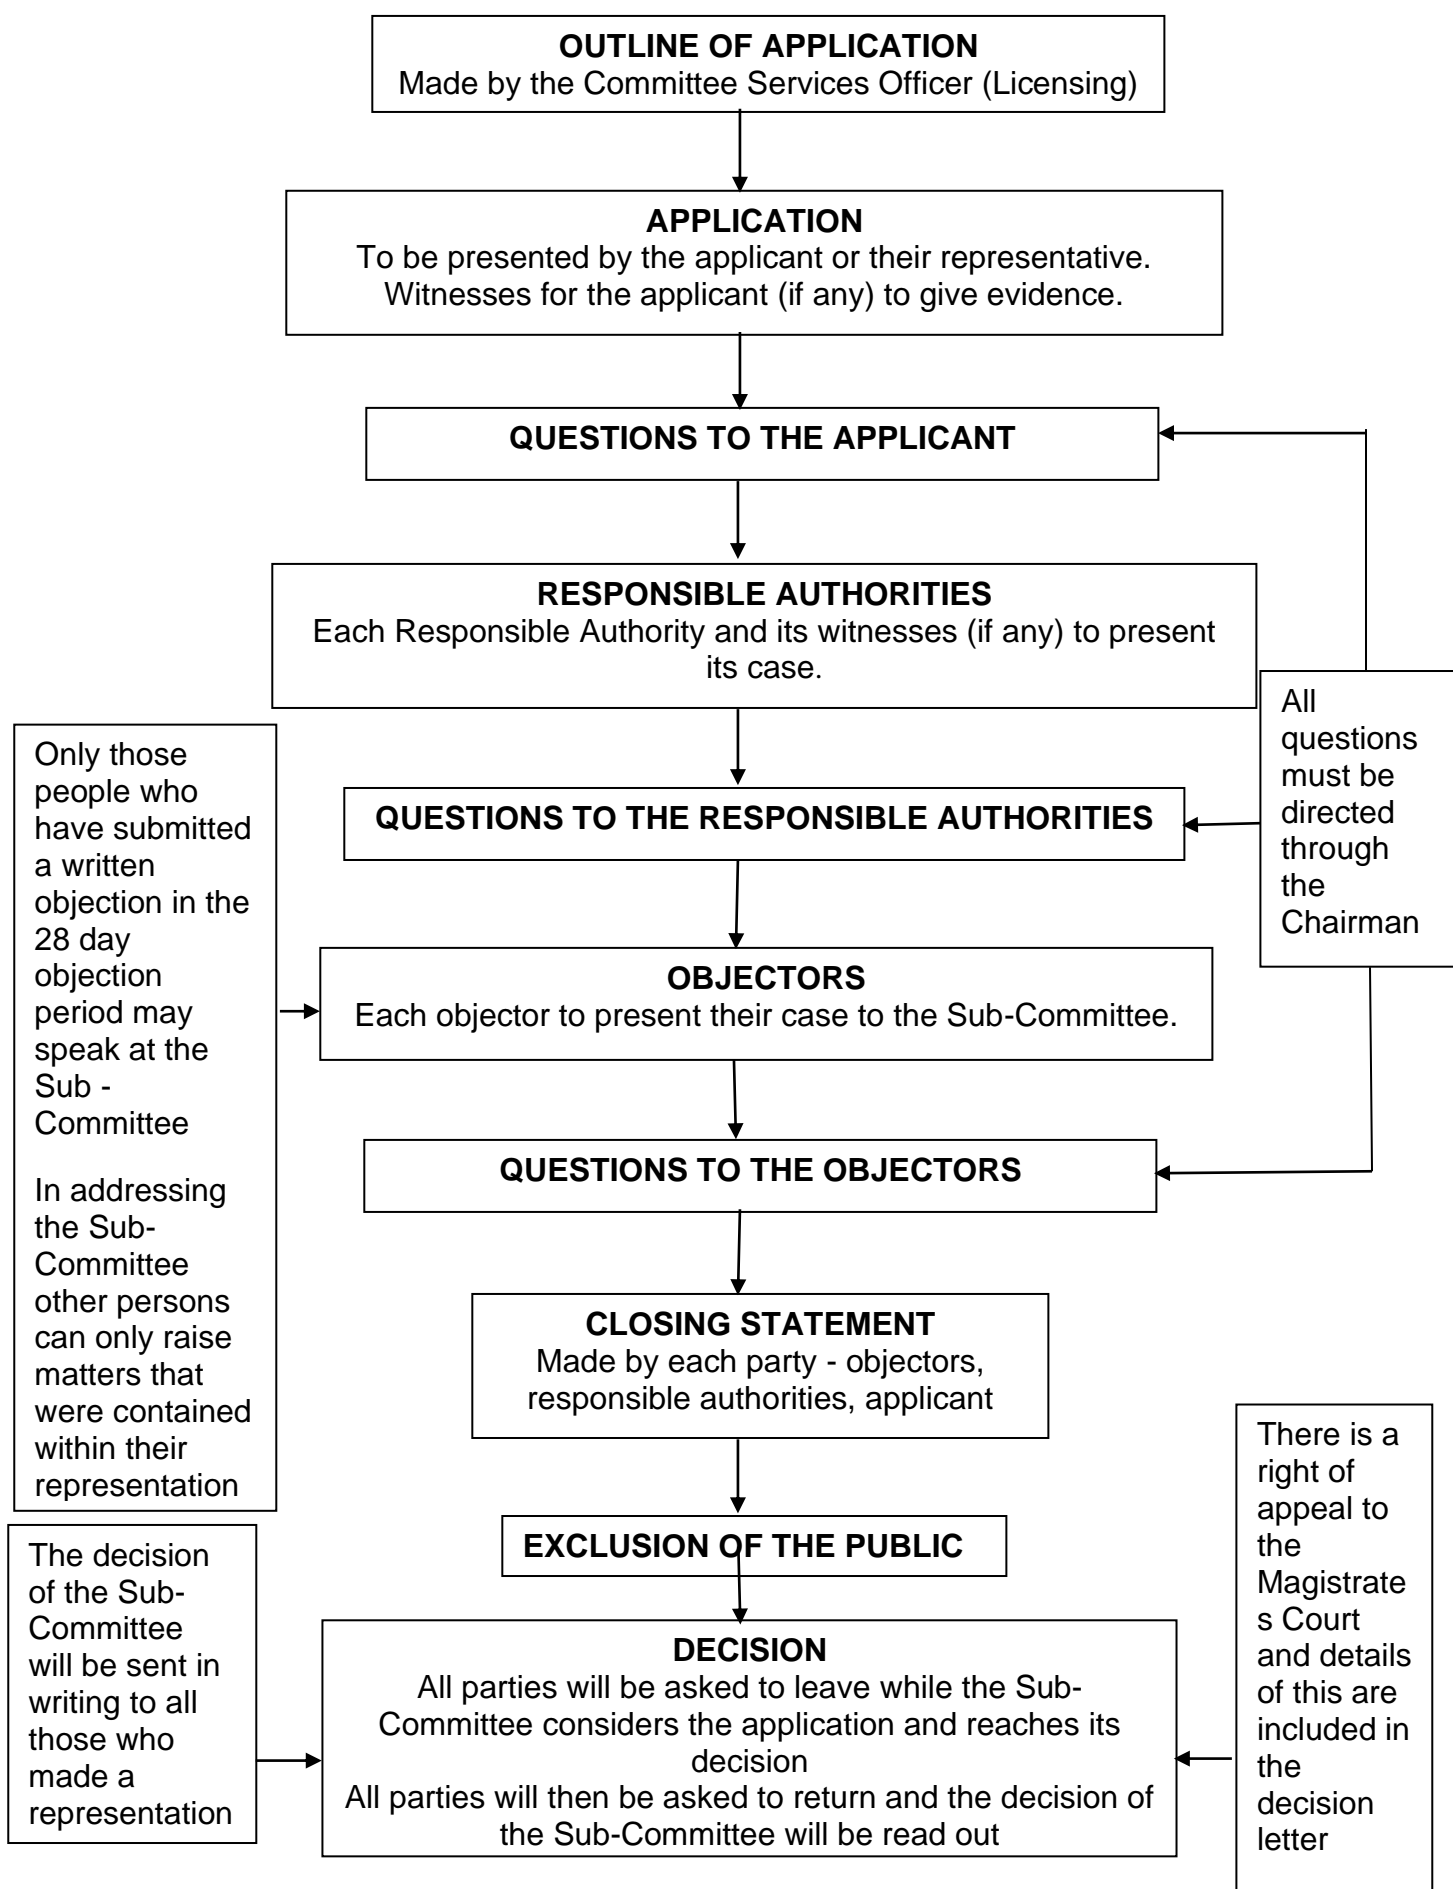 OUTLINE OF APPLICATION
Made by the Committee Services Officer (Licensing)
APPLICATION
To be presented by the applicant or their representative.
Witnesses for the applicant (if any) to give evidence.
QUESTIONS TO THE APPLICANT
RESPONSIBLE AUTHORITIES
Each Responsible Authority and its witnesses (if any) to present
its case.
All
questions
must be
directed
through
the
Chairman
QUESTIONS TO THE RESPONSIBLE AUTHORITIES
Only those
people who
have submitted
a written
objection in the
28 day
objection
period may
speak at the
Sub -
Committee
In addressing
the Sub-
Committee
other persons
can only raise
matters that
were contained
within their
representation
OBJECTORS
Each objector to present their case to the Sub-Committee.
QUESTIONS TO THE OBJECTORS
CLOSING STATEMENT
Made by each party - objectors,
responsible authorities, applicant
EXCLUSION OF THE PUBLIC
The decision
of the Sub-
Committee
will be sent in
writing to all
those who
made a
representation
DECISION
All parties will be asked to leave while the Sub-
Committee considers the application and reaches its
decision
All parties will then be asked to return and the decision of
the Sub-Committee will be read out
There is a
right of
appeal to
the
Magistrate
s Court
and details
of this are
included in
the
decision
letter